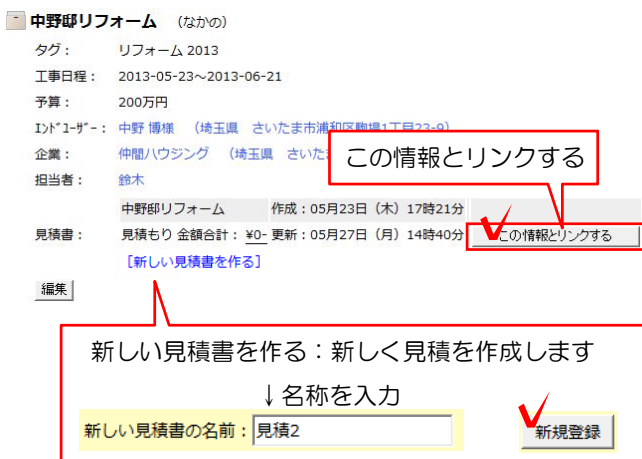 中野邸リフォーム （なかの）
タグ： リフォーム 2013
工事日程： 2013-05-23～2013-06-21
予算： 200万円
ｴﾝﾄﾞﾕｰｻﾞｰ： 中野 博様 （埼玉県 さいたま市浦和区駒場1丁目23-9）
企業： 仲間ハウジング （埼玉県 さいた
この情報とリンクする
担当者： 鈴木
中野邸リフォーム 作成：05月23日（木）17時21分
見積書： 見積もり 金額合計： ¥0- 更新：05月27日（月）14時40分 この情報とリンクする
［新しい見積書を作る］
編集
新しい見積書を作る：新しく見積を作成します
↓名称を入力
新しい見積書の名前： 見積2 新規登録